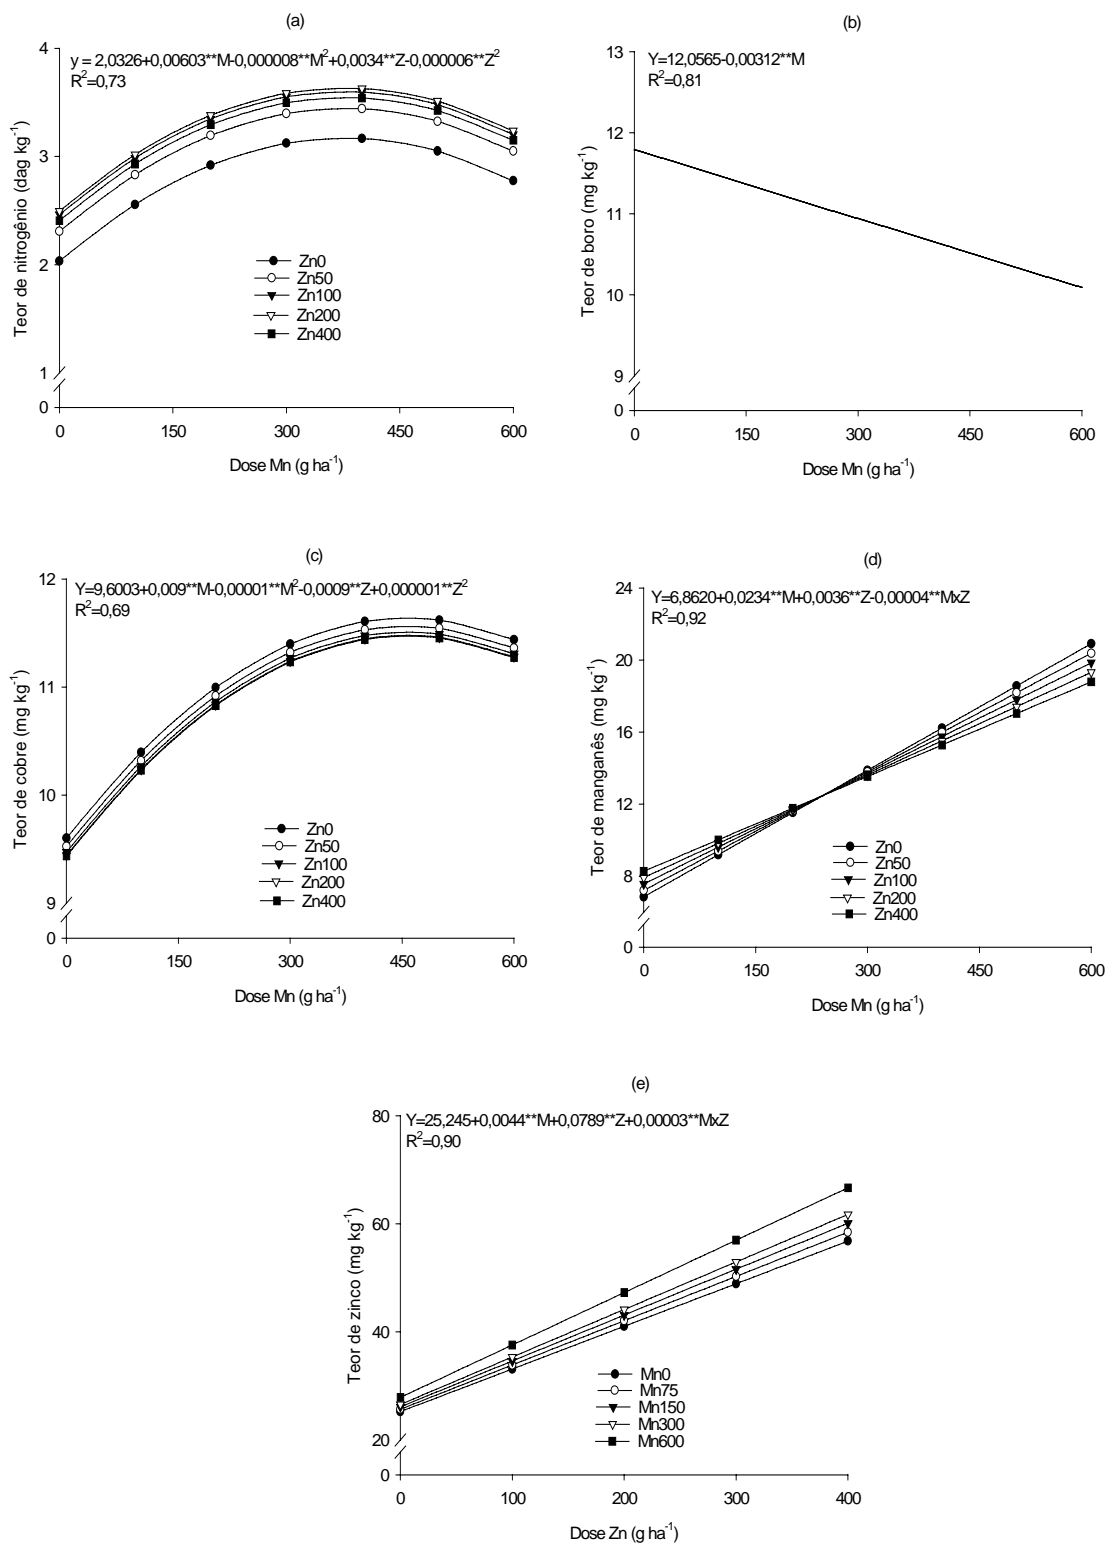 (a)
y = 2,0326+0,00603**M-0,000008**M²+0,0034**Z-0,000006**Z²
R²=0,73
4
3
2
1
0
Teor de nitrogênio (dag kg⁻¹)
Zn0
Zn50
Zn100
Zn200
Zn400
0 150 300 450 600
Dose Mn (g ha⁻¹)
(b)
Y=12,0565-0,00312**M
R²=0,81
13
12
11
10
9
0
Teor de boro (mg kg⁻¹)
0 150 300 450 600
Dose Mn (g ha⁻¹)
(c)
Y=9,6003+0,009**M-0,00001**M²-0,0009**Z+0,000001**Z²
R²=0,69
12
11
10
9
0
Teor de cobre (mg kg⁻¹)
Zn0
Zn50
Zn100
Zn200
Zn400
0 150 300 450 600
Dose Mn (g ha⁻¹)
(d)
Y=6,8620+0,0234**M+0,0036**Z-0,00004**MxZ
R²=0,92
24
20
16
12
8
0
Teor de manganês (mg kg⁻¹)
Zn0
Zn50
Zn100
Zn200
Zn400
0 150 300 450 600
Dose Mn (g ha⁻¹)
(e)
Y=25,245+0,0044**M+0,0789**Z+0,00003**MxZ
R²=0,90
80
60
40
20
0
Teor de zinco (mg kg⁻¹)
Mn0
Mn75
Mn150
Mn300
Mn600
0 100 200 300 400
Dose Zn (g ha⁻¹)